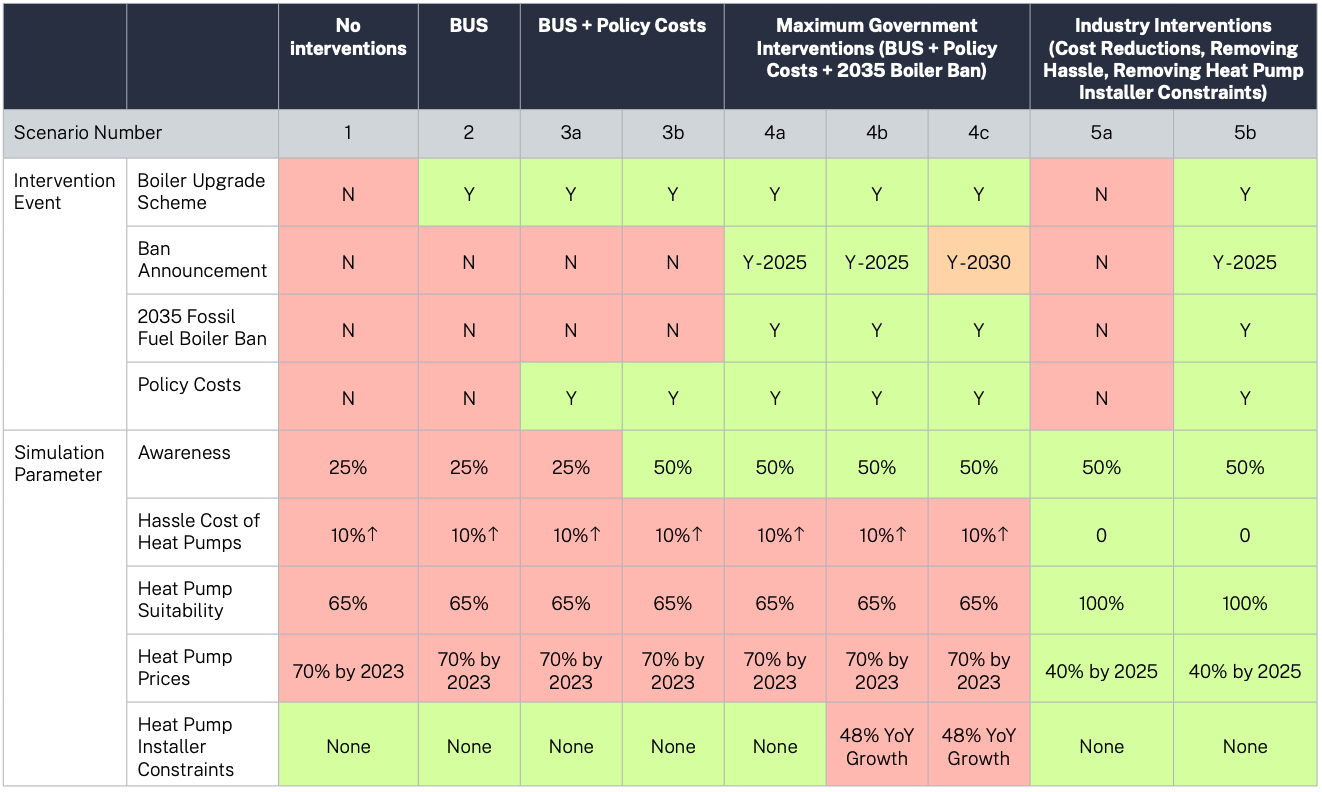 No
interventions
BUS
BUS + Policy Costs
Maximum Government
Interventions (BUS + Policy
Costs + 2035 Boiler Ban)
Industry Interventions
(Cost Reductions, Removing
Hassle, Removing Heat Pump
Installer Constraints)
Scenario Number 1 2 3a 3b 4a 4b 4c 5a 5b
Intervention
Event
Boiler Upgrade
Scheme
N Y Y Y Y Y Y N Y
Ban
Announcement
N N N N Y-2025 Y-2025 Y-2030 N Y-2025
2035 Fossil
Fuel Boiler Ban
N N N N Y Y Y N Y
Policy Costs
N N Y Y Y Y Y N Y
Simulation
Parameter
Awareness
25% 25% 25% 50% 50% 50% 50% 50% 50%
Hassle Cost of
Heat Pumps
10%↑ 10%↑ 10%↑ 10%↑ 10%↑ 10%↑ 10%↑ 0 0
Heat Pump
Suitability
65% 65% 65% 65% 65% 65% 65% 100% 100%
Heat Pump
Prices
70% by 2023
70% by
2023
70% by
2023
70% by
2023
70% by
2023
70% by
2023
70% by
2023
40% by 2025
40% by 2025
Heat Pump
Installer
Constraints
None None None None None
48% YoY
Growth
48% YoY
Growth
None None